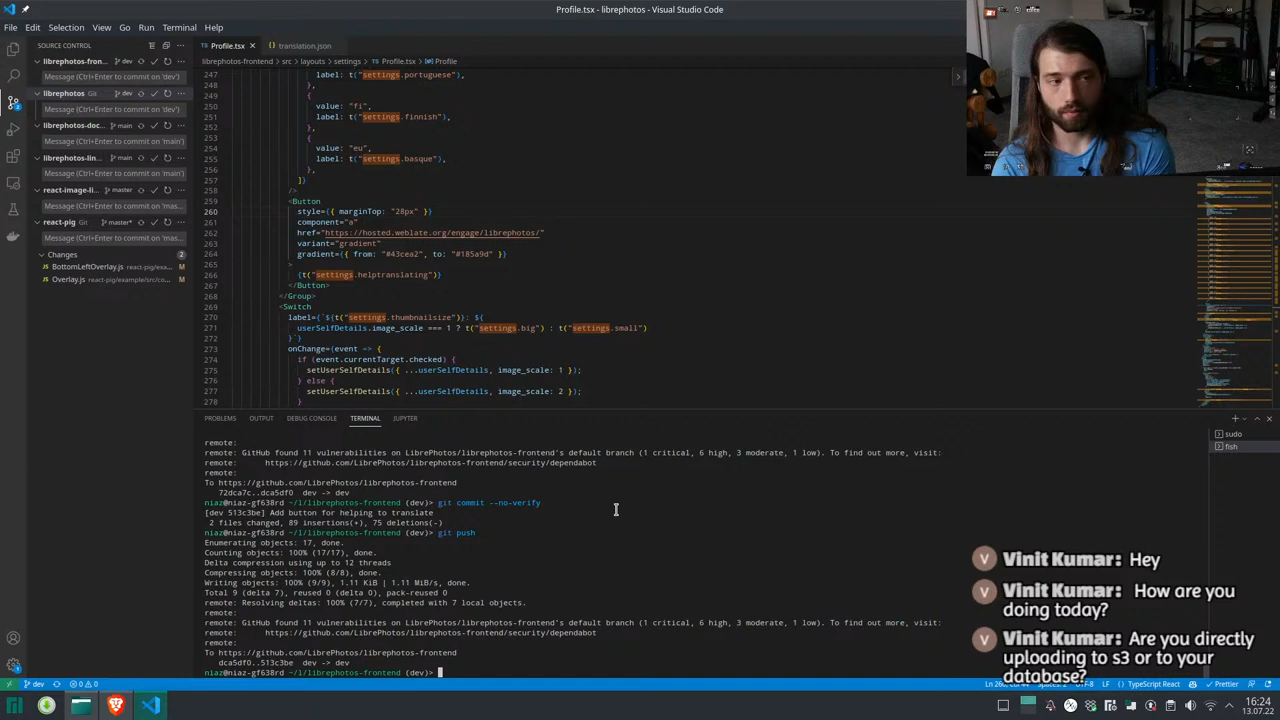 Profile.tsx - librephotos - Visual Studio Code
File Edit Selection View Go Run Terminal Help
SOURCE CONTROL
Profile.tsx
translation.json
librephotos-fron... dev
librephotos-frontend > src > layouts > settings > Profile.tsx > Profile
Message (Ctrl+Enter to commit on 'dev')
librephotos Git dev
Message (Ctrl+Enter to commit on 'dev')
librephotos-doc... main
Message (Ctrl+Enter to commit on 'main')
librephotos-lin... main
Message (Ctrl+Enter to commit on 'main')
react-image-li... master
Message (Ctrl+Enter to commit on 'mas...
react-pig master*
Message (Ctrl+Enter to commit on 'mas...
Changes 2
BottomLeftOverlay.js react-pig/exa...
Overlay.js react-pig/example/src/co...
247 label: t("settings.portuguese"),
248 },
249 {
250 value: "fi",
251 label: t("settings.finnish"),
252 },
253 {
254 value: "eu",
255 label: t("settings.basque"),
256 },
257 ]}
258 />
259 <Button
260 style={{ marginTop: "28px" }}
261 component="a"
262 href="https://hosted.weblate.org/engage/librephotos/"
263 variant="gradient"
264 gradient={{ from: "#43cea2", to: "#185a9d" }}
265 >
266 {t("settings.helptranslating")}
267 </Button>
268 </Group>
269 <Switch
270 label={`${t("settings.thumbnailsize")}: ${
271 userSelfDetails.image_scale === 1 ? t("settings.big") : t("settings.small")
272 }`}
273 onChange={event => {
274 if (event.currentTarget.checked) {
275 setUserSelfDetails({ ...userSelfDetails, image_scale: 1 });
276 } else {
277 setUserSelfDetails({ ...userSelfDetails, image_scale: 2 });
278 }
PROBLEMS OUTPUT DEBUG CONSOLE TERMINAL JUPYTER
sudo
fish
remote:
remote: GitHub found 11 vulnerabilities on LibrePhotos/librephotos-frontend's default branch (1 critical, 6 high, 3 moderate, 1 low). To find out more, visit:
remote: https://github.com/LibrePhotos/librephotos-frontend/security/dependabot
remote:
To https://github.com/LibrePhotos/librephotos-frontend
72dca7c..dca5df0 dev -> dev
niaz@niaz-gf638rd ~/l/librephotos-frontend (dev)> git commit --no-verify
[dev 513c3be] Add button for helping to translate
2 files changed, 89 insertions(+), 75 deletions(-)
niaz@niaz-gf638rd ~/l/librephotos-frontend (dev)> git push
Enumerating objects: 17, done.
Counting objects: 100% (17/17), done.
Delta compression using up to 12 threads
Compressing objects: 100% (8/8), done.
Writing objects: 100% (9/9), 1.11 KiB | 1.11 MiB/s, done.
Total 9 (delta 7), reused 0 (delta 0), pack-reused 0
remote: Resolving deltas: 100% (7/7), completed with 7 local objects.
remote:
remote: GitHub found 11 vulnerabilities on LibrePhotos/librephotos-frontend's default branch (1 critical, 6 high, 3 moderate, 1 low). To find out more, visit:
remote: https://github.com/LibrePhotos/librephotos-frontend/security/dependabot
remote:
To https://github.com/LibrePhotos/librephotos-frontend
dca5df0..513c3be dev -> dev
niaz@niaz-gf638rd ~/l/librephotos-frontend (dev)>
V Vinit Kumar: Hey
V Vinit Kumar: How are you
doing today?
V Vinit Kumar: Are you directly
uploading to s3 or to your
database?
dev 0 0
UTF-8 LF TypeScript React Prettier
16:24
13.07.22